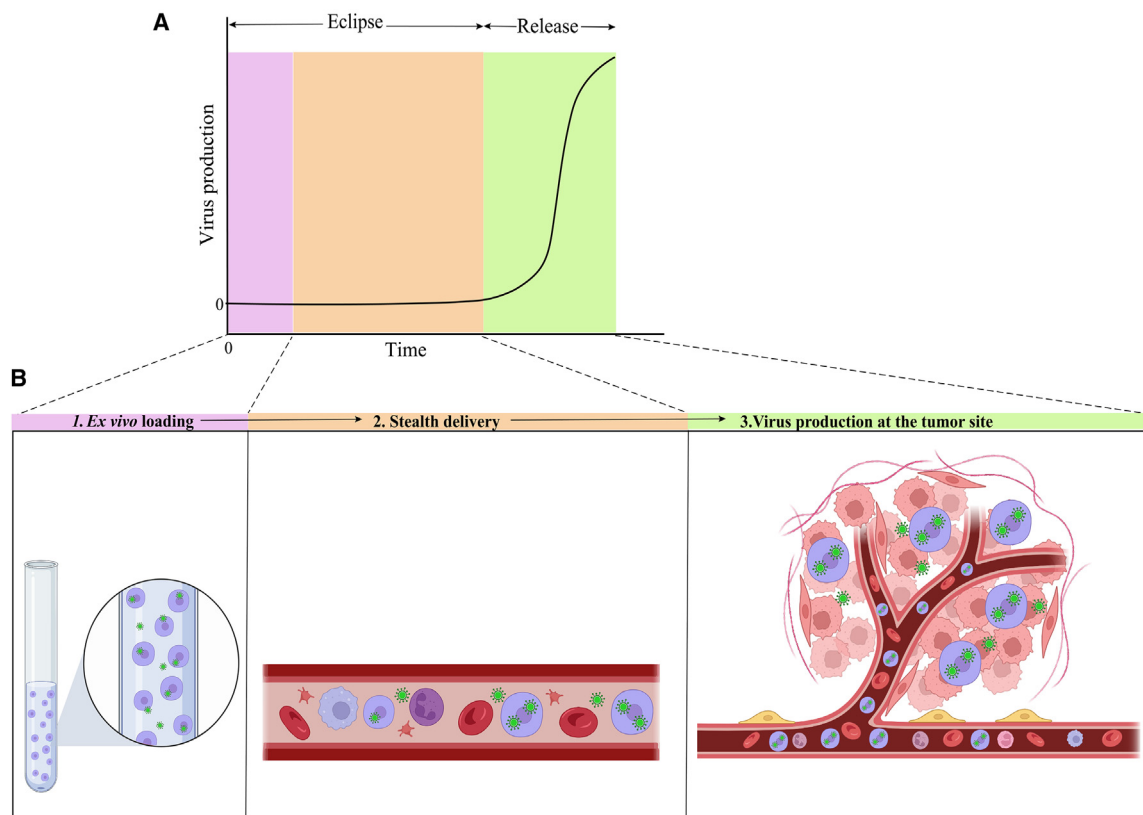 A
Eclipse
Release
Virus production
0
0
Time
B
1. Ex vivo loading
2. Stealth delivery
3.Virus production at the tumor site